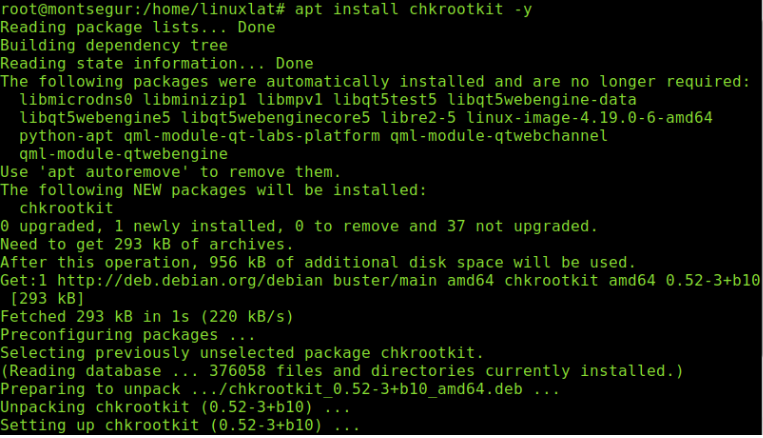 root@montsegur:/home/linuxlat# apt install chkrootkit -y
Reading package lists... Done
Building dependency tree
Reading state information... Done
The following packages were automatically installed and are no longer required:
  libmicrodns0 libminizip1 libmpv1 libqt5test5 libqt5webengine-data
  libqt5webengine5 libqt5webenginecore5 libre2-5 linux-image-4.19.0-6-amd64
  python-apt qml-module-qt-labs-platform qml-module-qtwebchannel
  qml-module-qtwebengine
Use 'apt autoremove' to remove them.
The following NEW packages will be installed:
  chkrootkit
0 upgraded, 1 newly installed, 0 to remove and 37 not upgraded.
Need to get 293 kB of archives.
After this operation, 956 kB of additional disk space will be used.
Get:1 http://deb.debian.org/debian buster/main amd64 chkrootkit amd64 0.52-3+b10
 [293 kB]
Fetched 293 kB in 1s (220 kB/s)
Preconfiguring packages ...
Selecting previously unselected package chkrootkit.
(Reading database ... 376058 files and directories currently installed.)
Preparing to unpack .../chkrootkit_0.52-3+b10_amd64.deb ...
Unpacking chkrootkit (0.52-3+b10) ...
Setting up chkrootkit (0.52-3+b10) ...